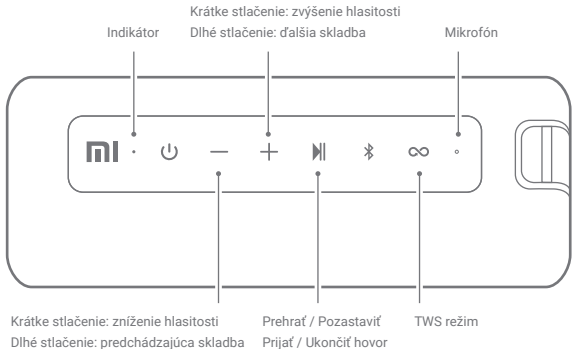 Krátke stlačenie: zvýšenie hlasitosti
Dlhé stlačenie: ďalšia skladba
Indikátor
Mikrofón
Krátke stlačenie: zníženie hlasitosti
Dlhé stlačenie: predchádzajúca skladba
Prehrať / Pozastaviť
Prijať / Ukončiť hovor
TWS režim